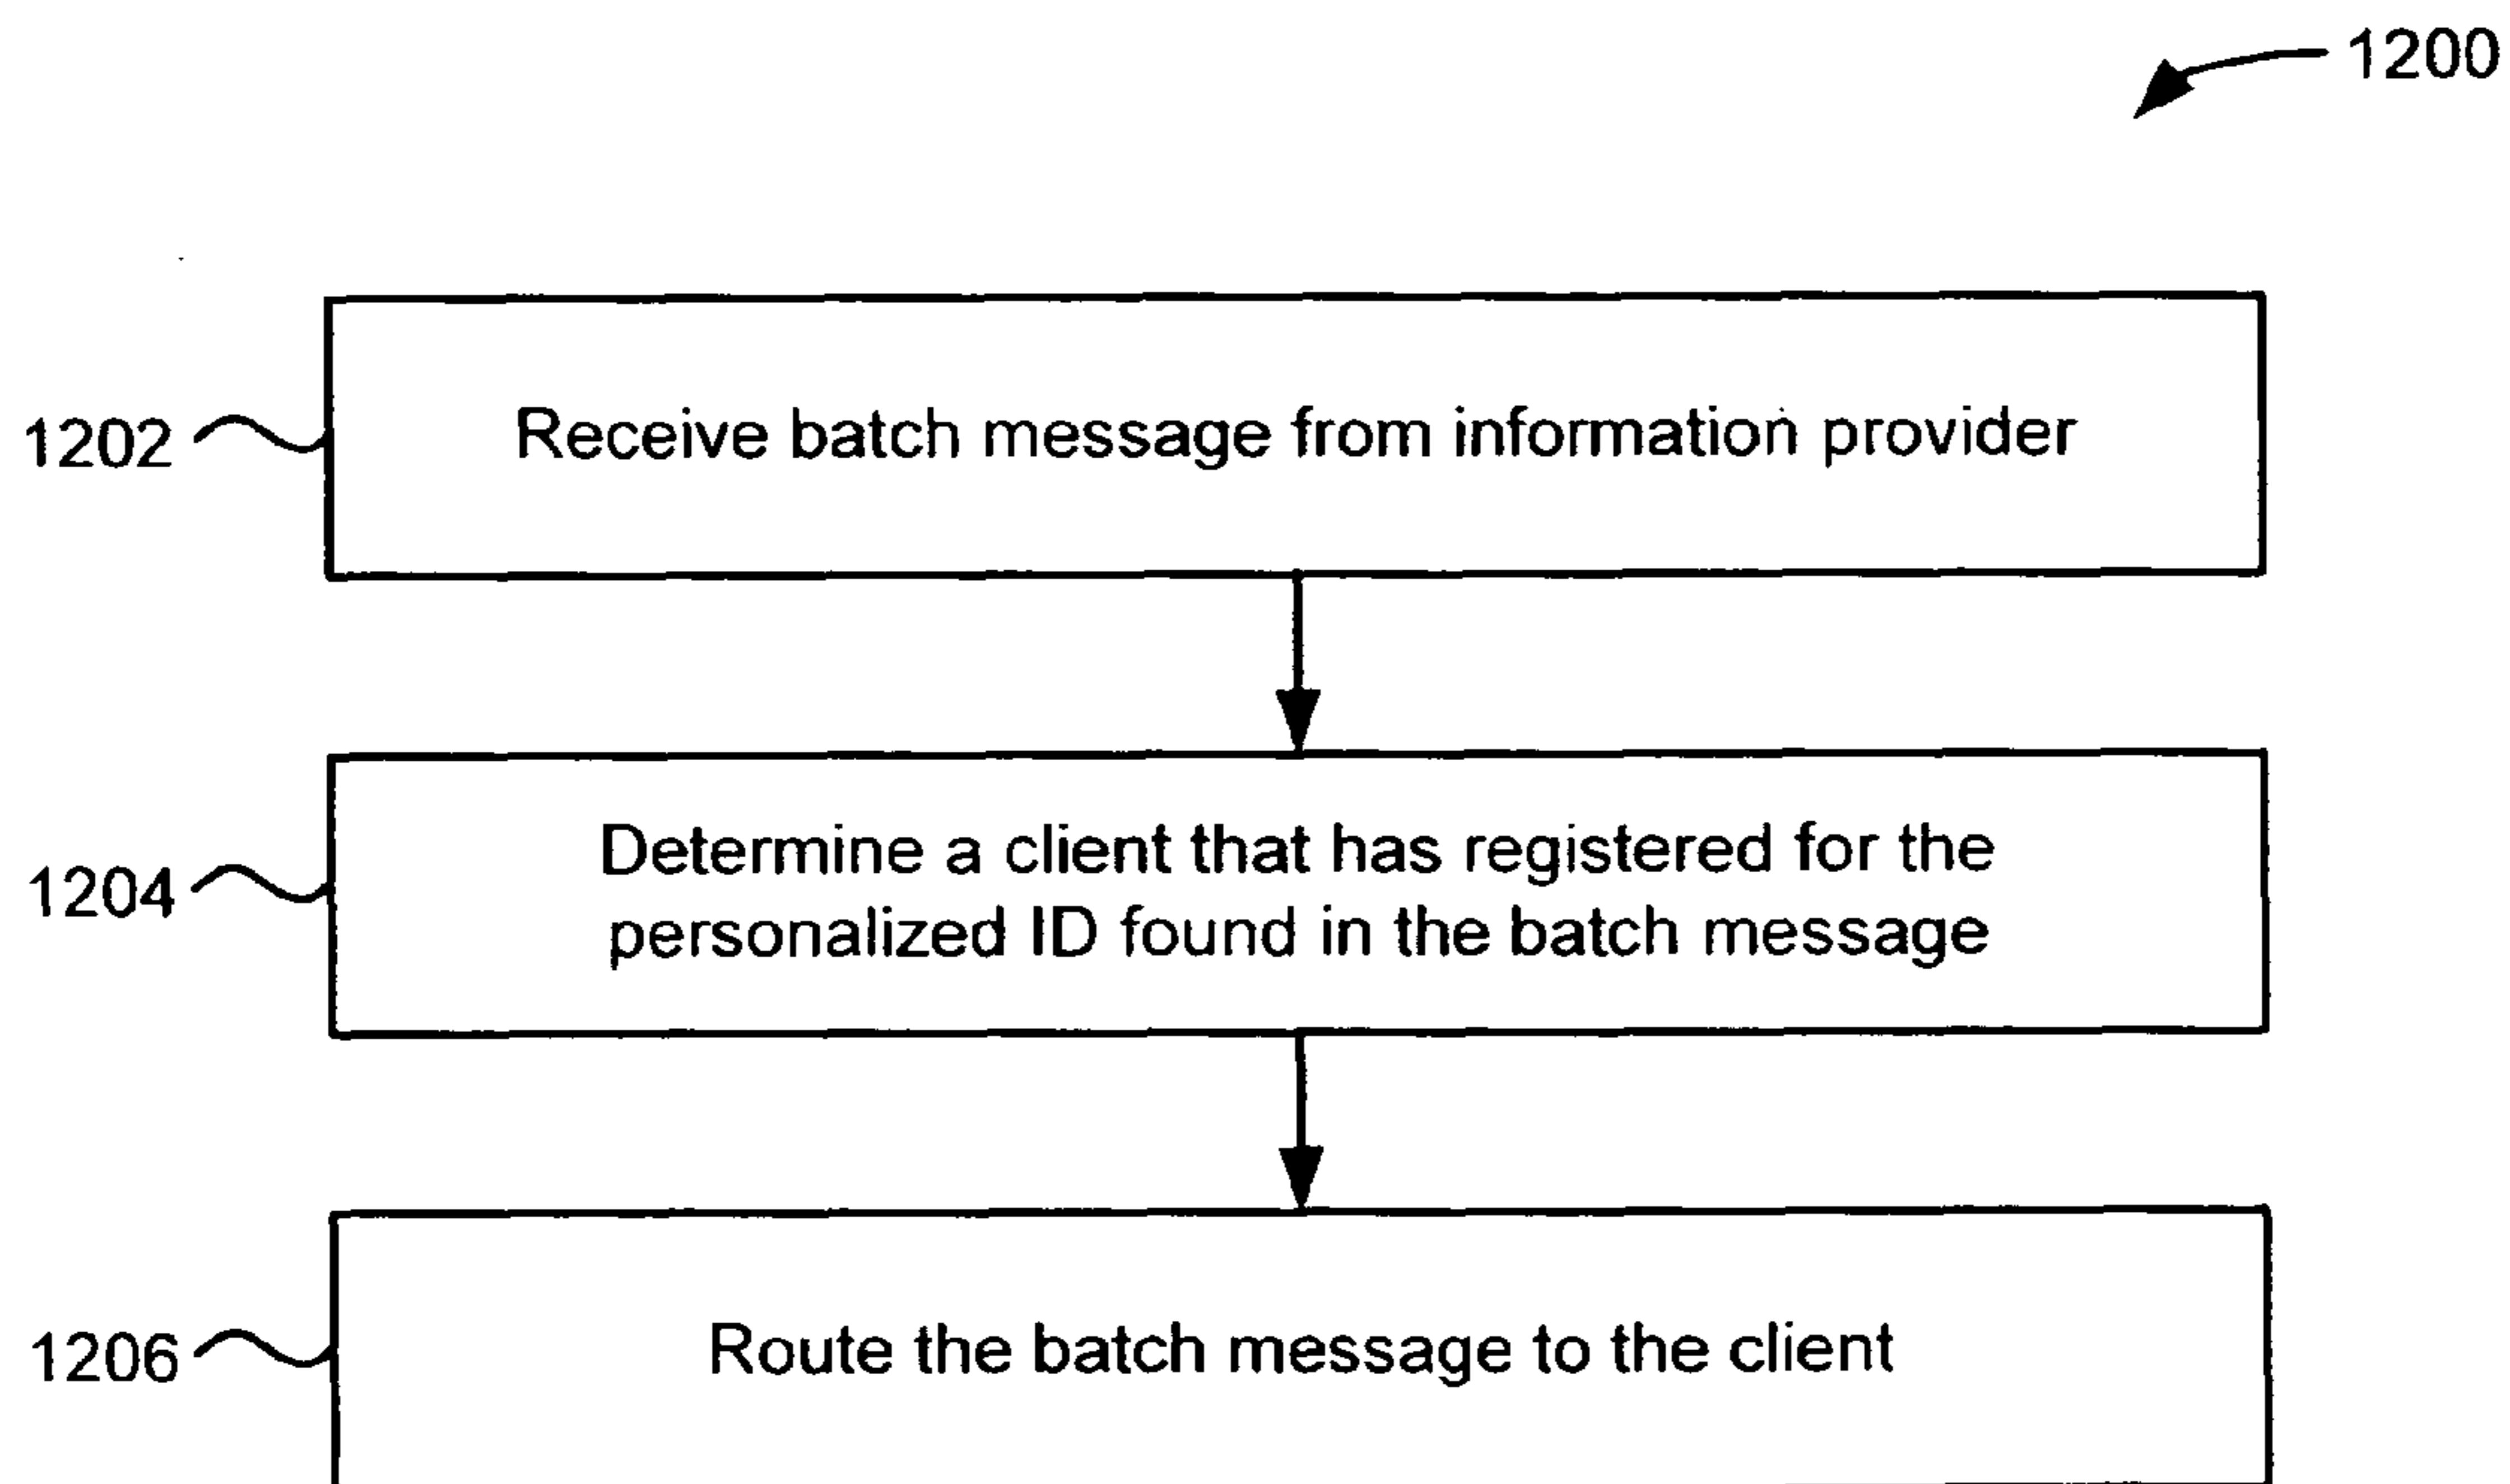 1200
1202
Receive batch message from information provider
1204
Determine a client that has registered for the
personalized ID found in the batch message
1206
Route the batch message to the client